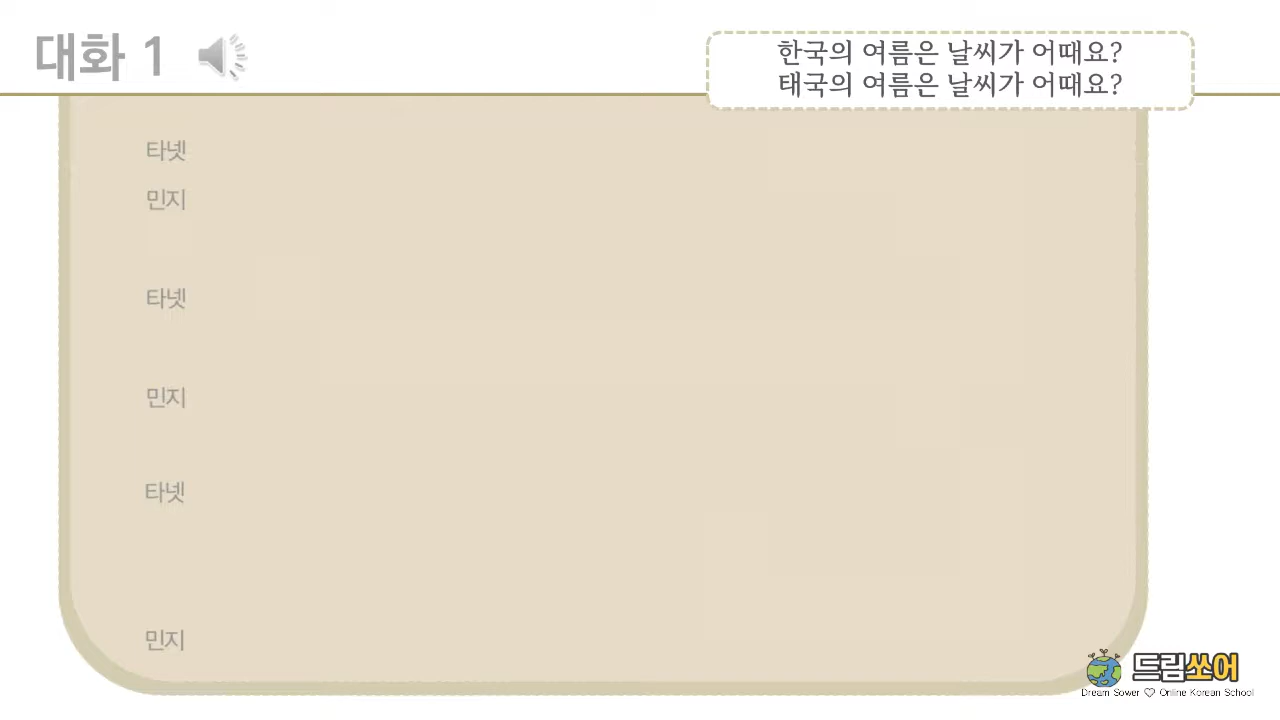 대화 1
한국의 여름은 날씨가 어때요?
태국의 여름은 날씨가 어때요?
타넷
민지
타넷
민지
타넷
민지
드림쏘어
Dream Sower ♡ Online Korean School